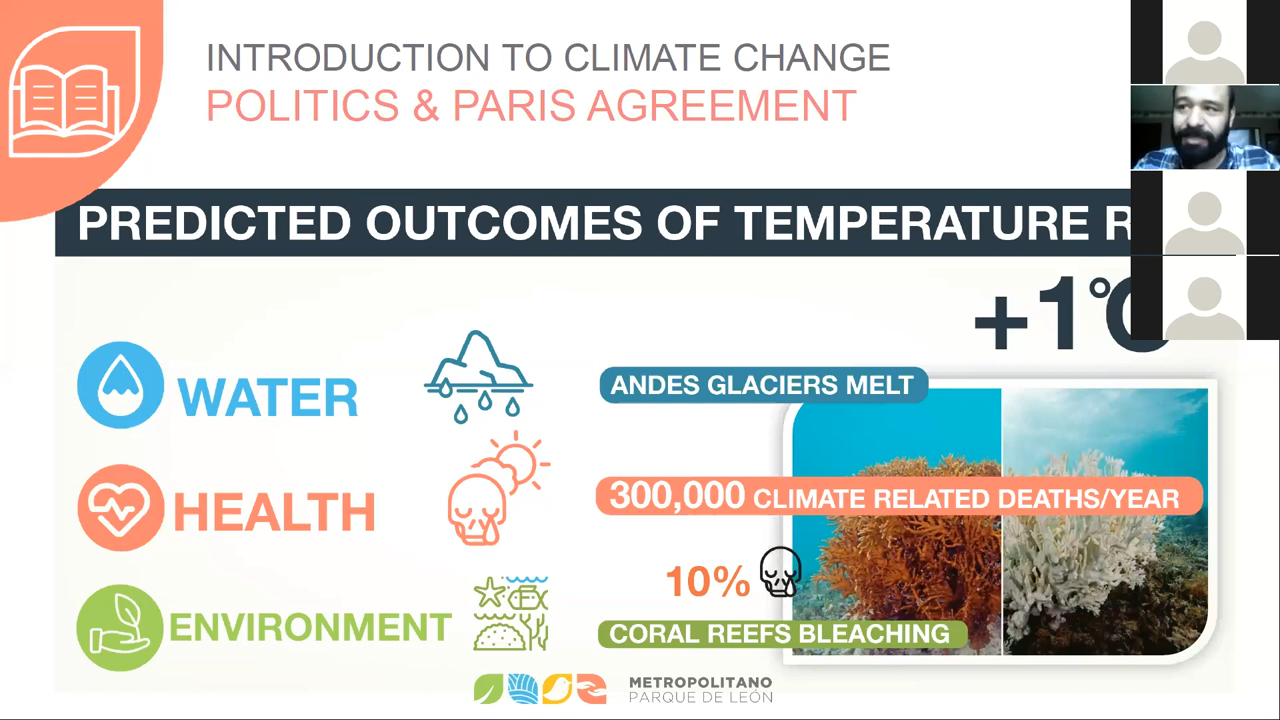 INTRODUCTION TO CLIMATE CHANGE
POLITICS & PARIS AGREEMENT
PREDICTED OUTCOMES OF TEMPERATURE
+1°C
WATER
ANDES GLACIERS MELT
HEALTH
300,000 CLIMATE RELATED DEATHS/YEAR
10%
ENVIRONMENT
CORAL REEFS BLEACHING
METROPOLITANO
PARQUE DE LEÓN